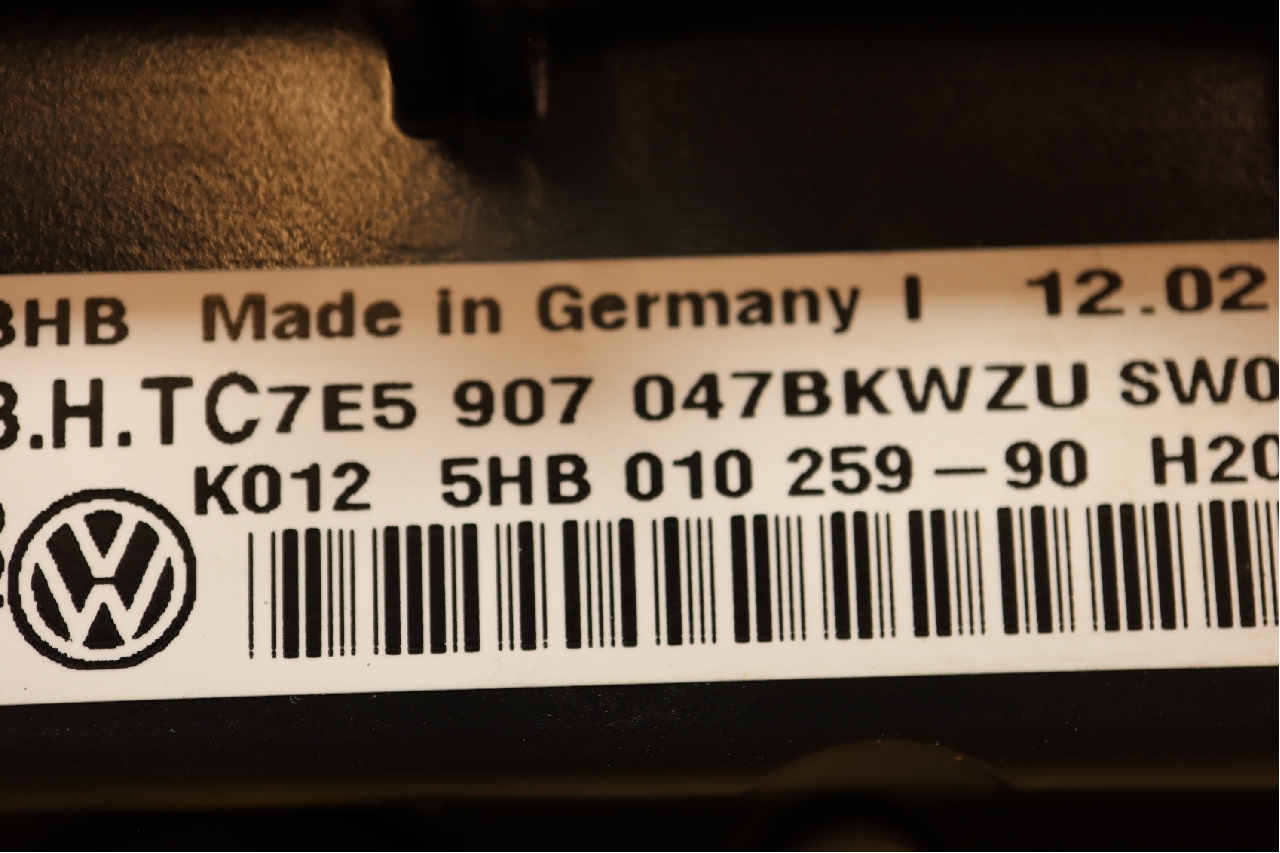 BHB Made in Germany I 12.02
B.H.TC7E5 907 047BKWZU SW0
K012 5HB 010 259-90 H20